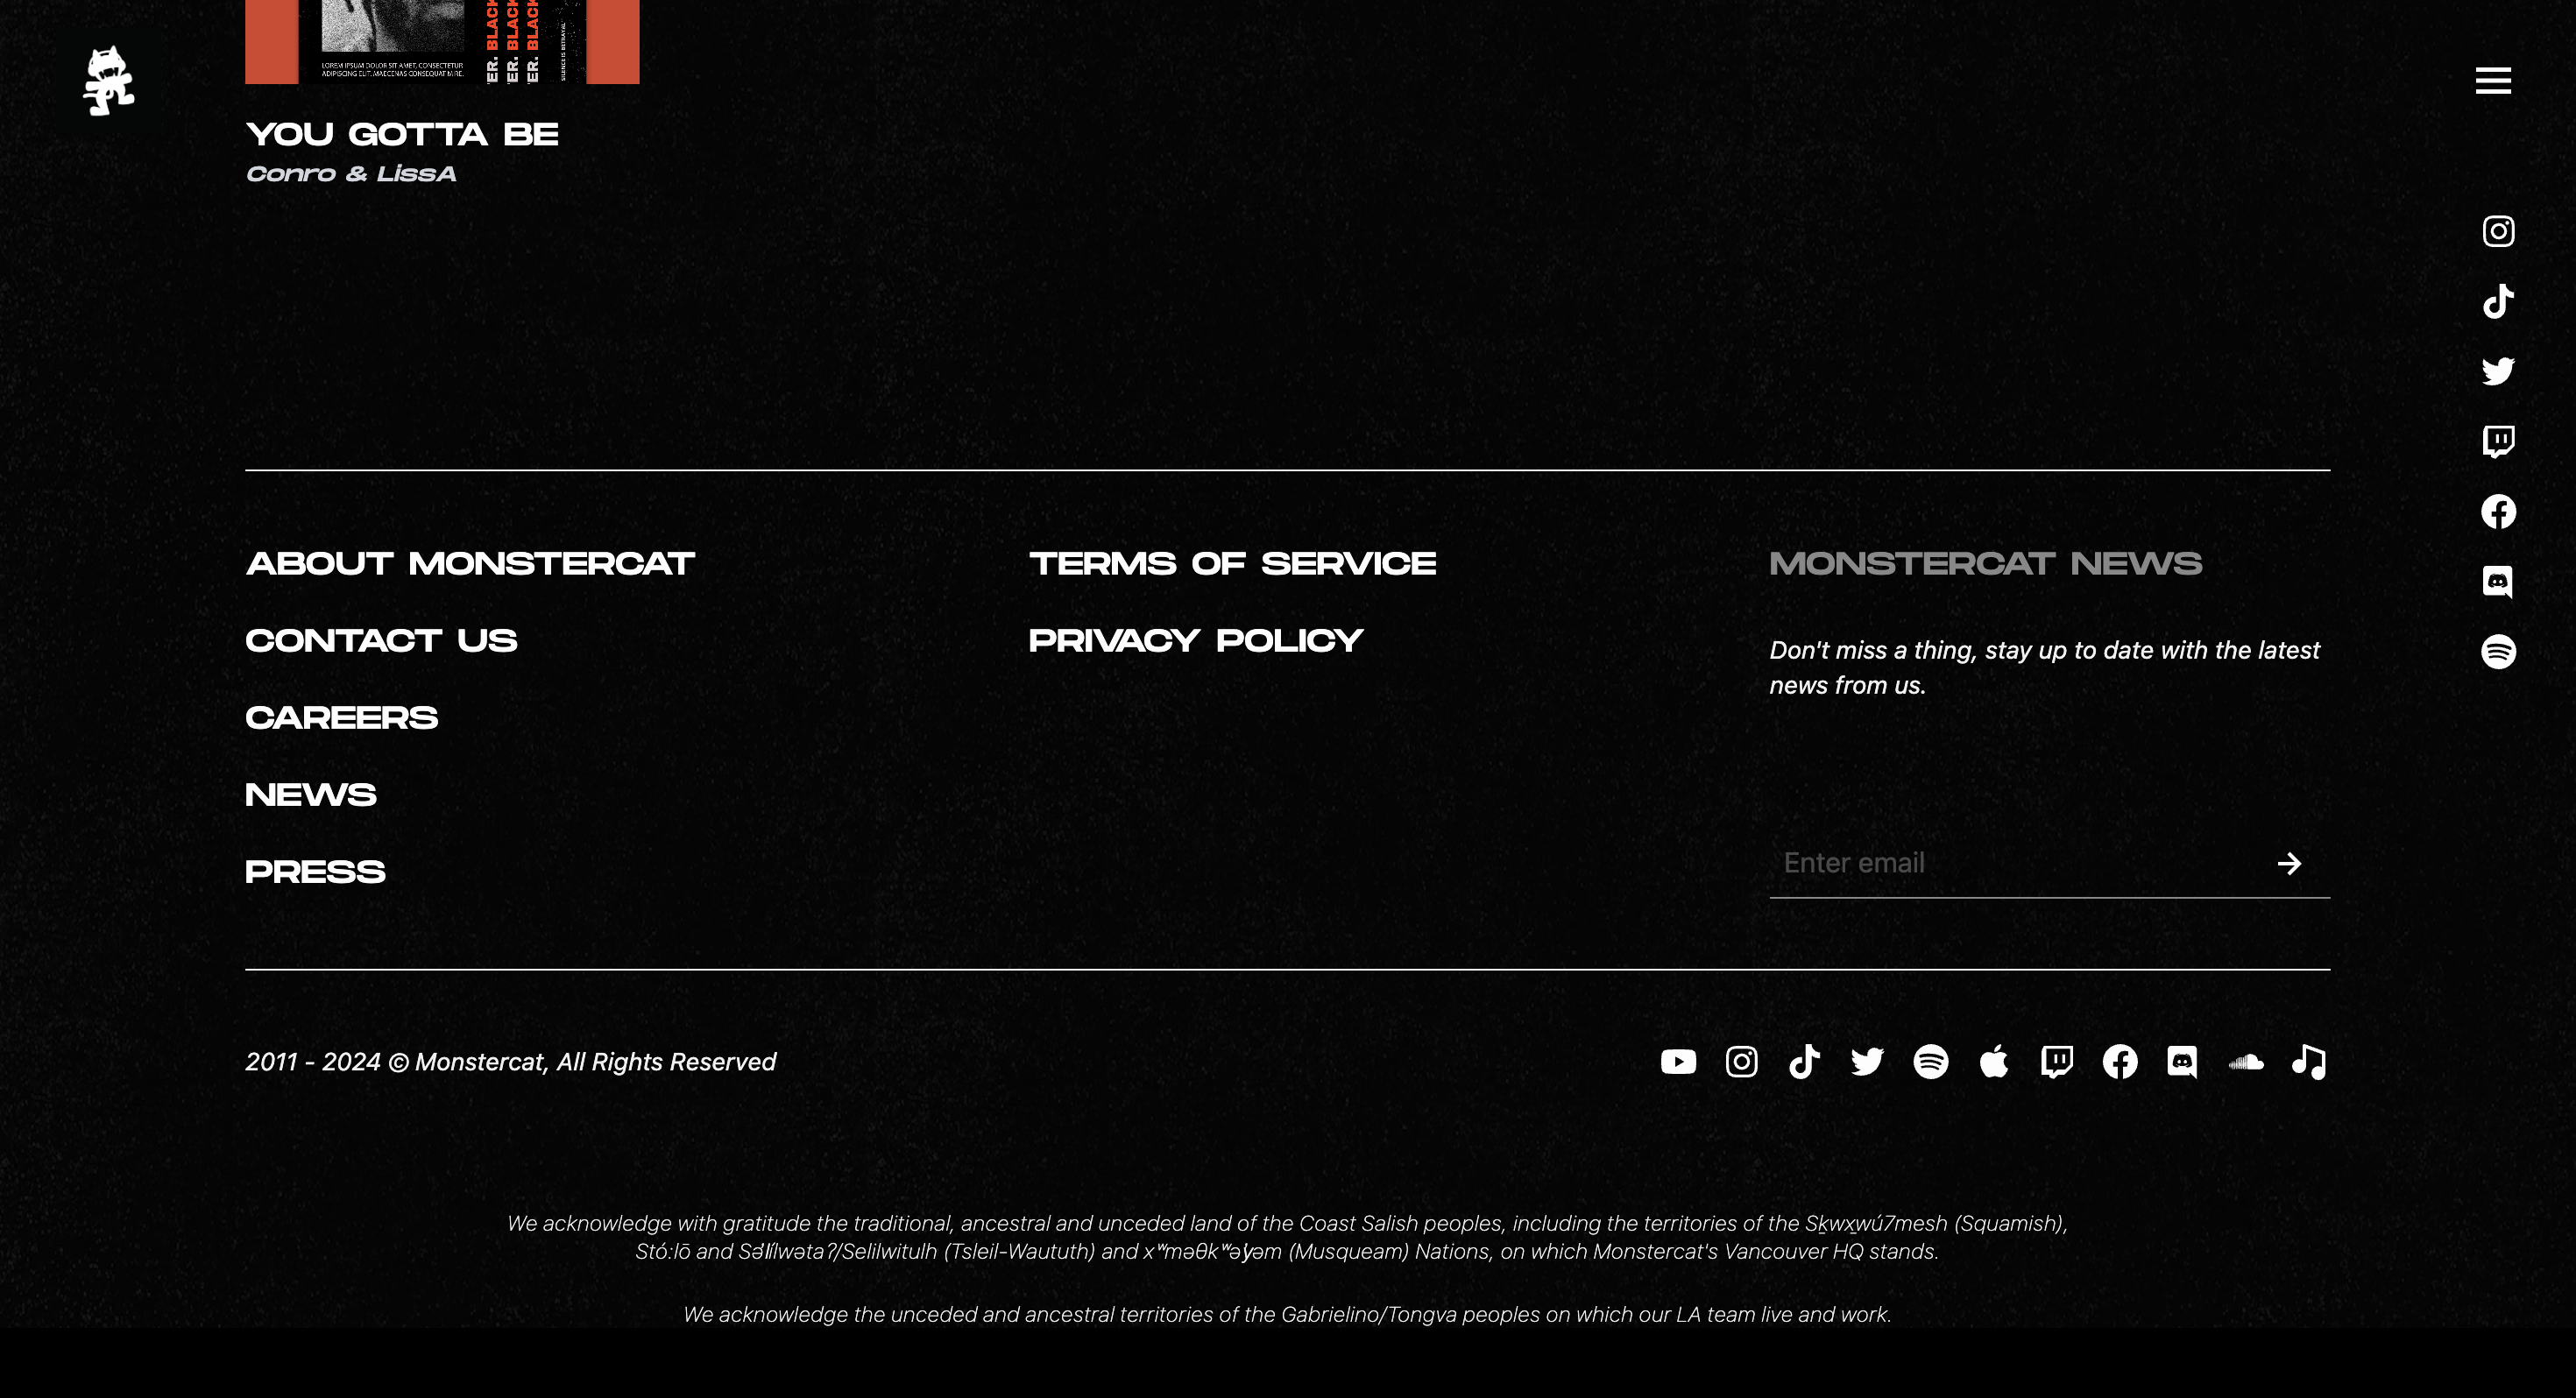 LOREM IPSUM DOLOR SIT AMET, CONSECTETUR
ADIPISCING ELIT. MAECENAS CONSEQUAT MI RE.
ER. BLACK
ER. BLACK
ER. BLACK
SILENCE IS BETRAYAL
YOU GOTTA BE
Conro & LissA
ABOUT MONSTERCAT
CONTACT US
CAREERS
NEWS
PRESS
TERMS OF SERVICE
PRIVACY POLICY
MONSTERCAT NEWS
Don't miss a thing, stay up to date with the latest
news from us.
Enter email
2011 - 2024 © Monstercat, All Rights Reserved
We acknowledge with gratitude the traditional, ancestral and unceded land of the Coast Salish peoples, including the territories of the Sḵwx̱wú7mesh (Squamish),
Stó:lō and Səl̓ílwətaʔ/Selilwitulh (Tsleil-Waututh) and xʷməθkʷəy̓əm (Musqueam) Nations, on which Monstercat's Vancouver HQ stands.
We acknowledge the unceded and ancestral territories of the Gabrielino/Tongva peoples on which our LA team live and work.